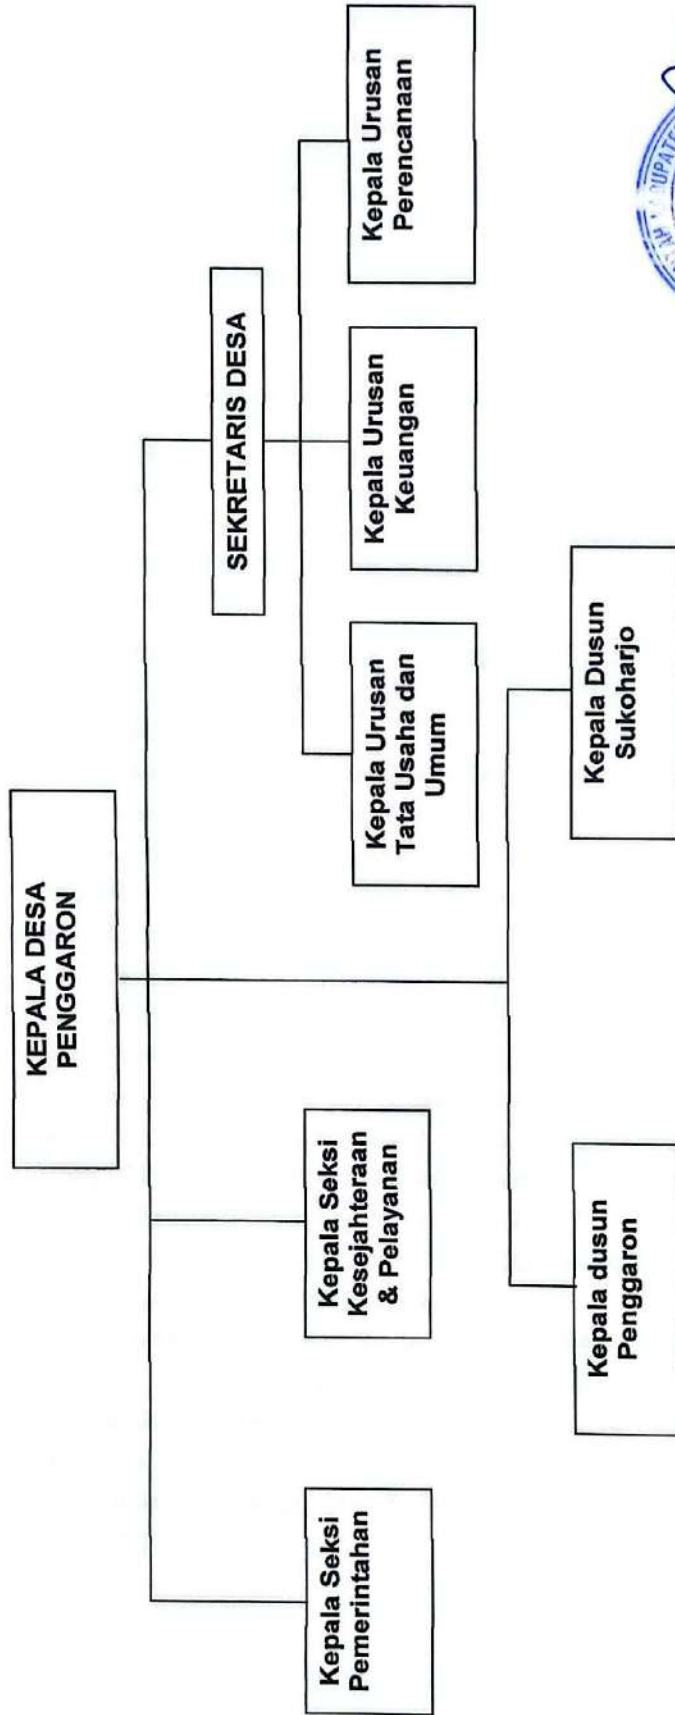 KEPALA DESA
PENGGARON
SEKRETARIS DESA
Kepala Seksi
Pemerintahan
Kepala Seksi
Kesejahteraan
& Pelayanan
Kepala Urusan
Tata Usaha dan
Umum
Kepala Urusan
Keuangan
Kepala Urusan
Perencanaan
Kepala dusun
Penggaron
Kepala Dusun
Sukoharjo